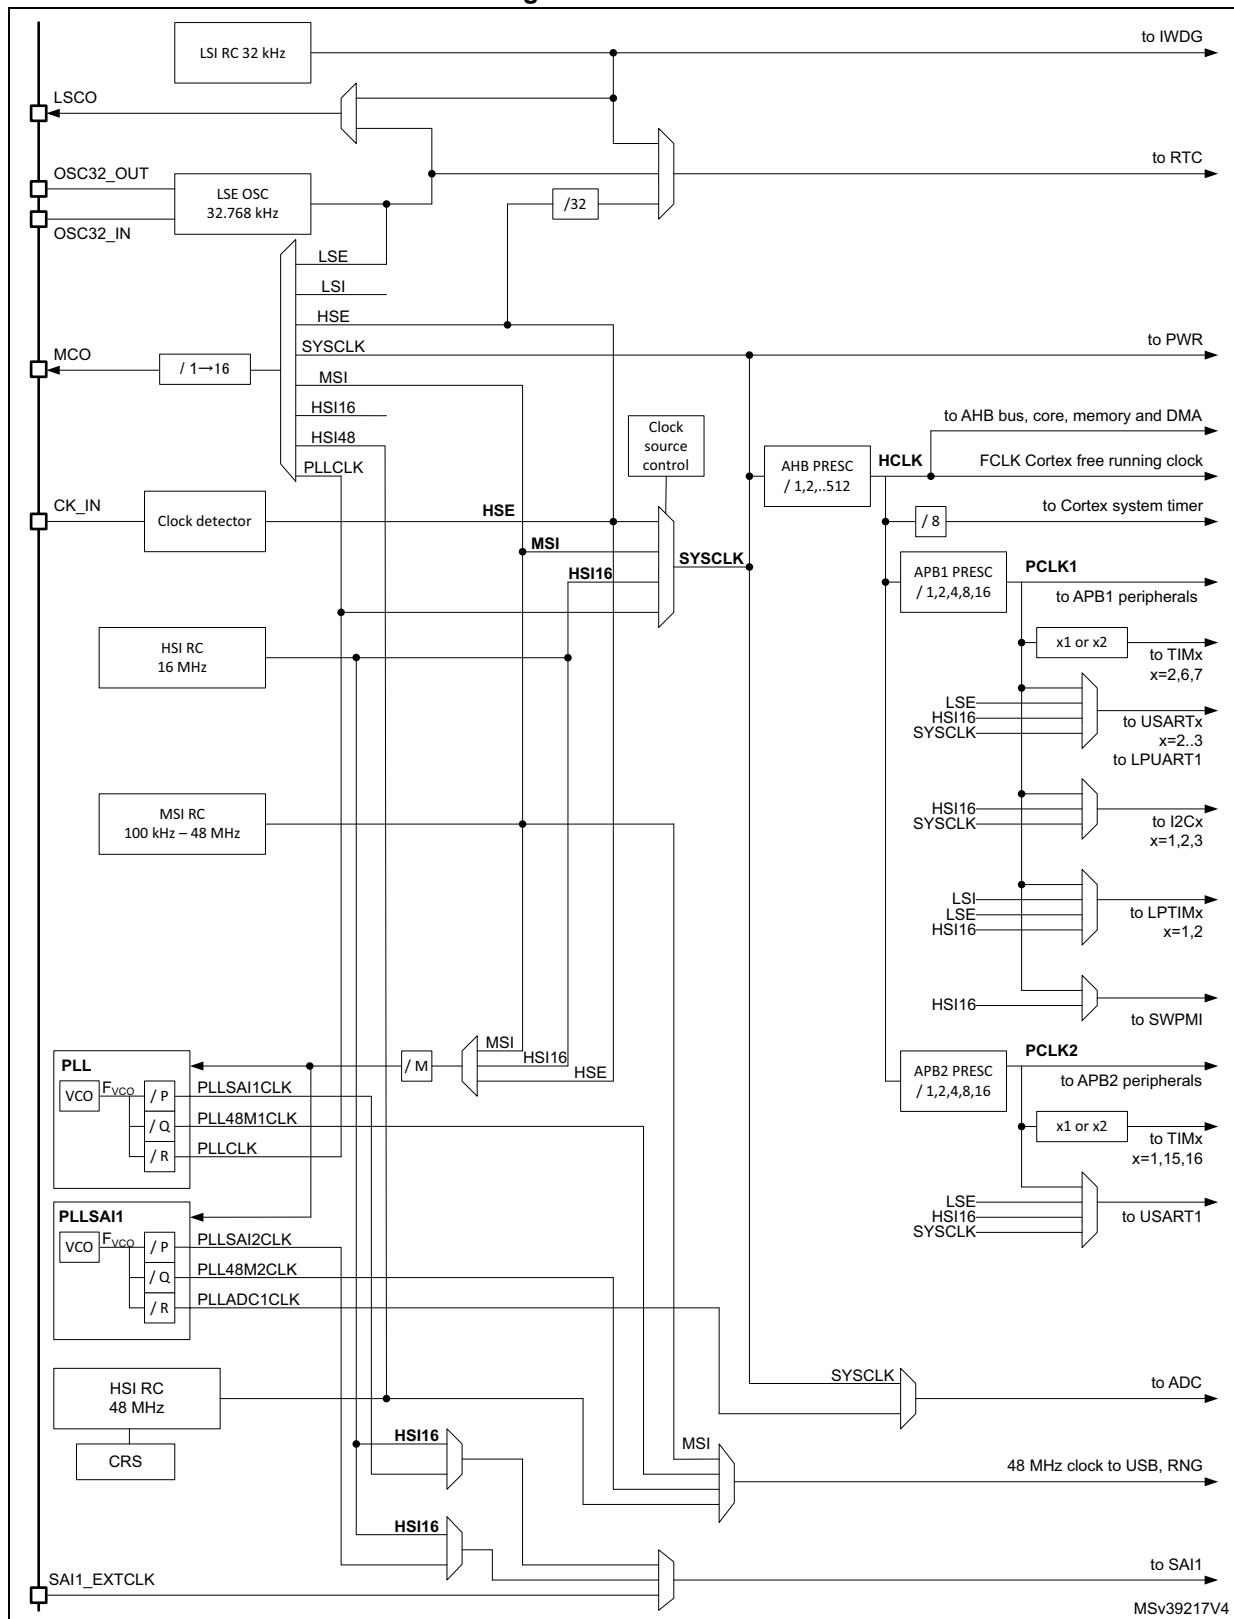 to IWDG
LSI RC 32 kHz
LSCO
to RTC
OSC32_OUT
LSE OSC
32.768 kHz
/32
OSC32_IN
LSE
LSI
HSE
SYSCLK
to PWR
MCO
/ 1→16
MSI
HSI16
HSI48
PLLCLK
Clock
source
control
to AHB bus, core, memory and DMA
AHB PRESC
/ 1,2,..512
HCLK
FCLK Cortex free running clock
CK_IN
Clock detector
HSE
to Cortex system timer
/ 8
MSI
SYSCLK
HSI16
APB1 PRESC
/ 1,2,4,8,16
PCLK1
to APB1 peripherals
HSI RC
16 MHz
x1 or x2
to TIMx
x=2,6,7
LSE
HSI16
SYSCLK
to USARTx
x=2..3
to LPUART1
MSI RC
100 kHz – 48 MHz
HSI16
SYSCLK
to I2Cx
x=1,2,3
LSI
LSE
HSI16
to LPTIMx
x=1,2
HSI16
to SWPMI
MSI
HSI16
HSE
/ M
PLL
VCO
FVCO
/ P
/ Q
/ R
PLLSAI1CLK
PLL48M1CLK
PLLCLK
APB2 PRESC
/ 1,2,4,8,16
PCLK2
to APB2 peripherals
x1 or x2
to TIMx
x=1,15,16
LSE
HSI16
SYSCLK
to USART1
PLLSAI1
VCO
FVCO
/ P
/ Q
/ R
PLLSAI2CLK
PLL48M2CLK
PLLADC1CLK
HSI RC
48 MHz
CRS
SYSCLK
to ADC
HSI16
MSI
48 MHz clock to USB, RNG
HSI16
SAI1_EXTCLK
to SAI1
MSv39217V4